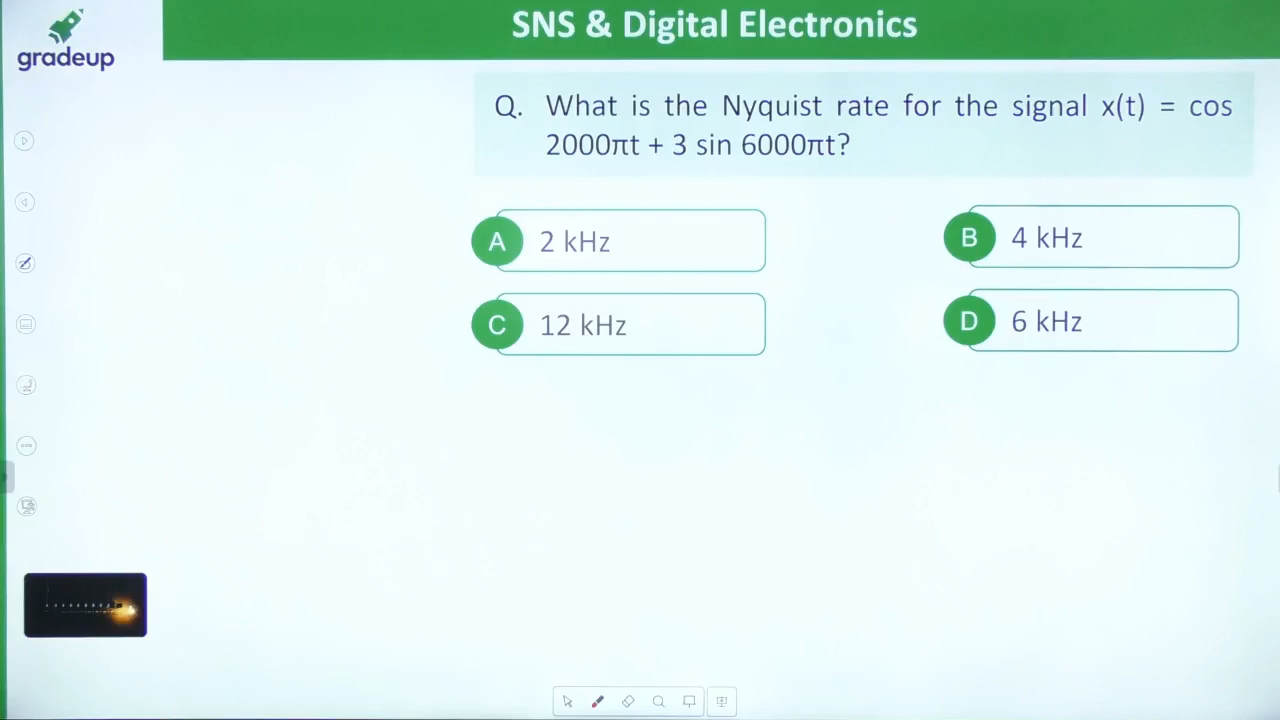 SNS & Digital Electronics
gradeup
Q. What is the Nyquist rate for the signal x(t) = cos
2000πt + 3 sin 6000πt?
A 2 kHz
B 4 kHz
C 12 kHz
D 6 kHz